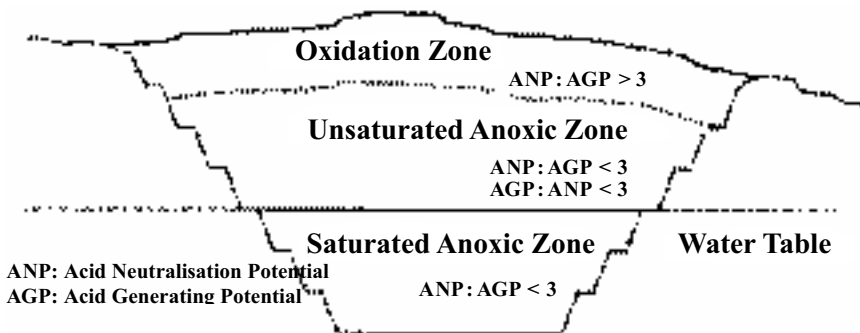 Oxidation Zone
ANP: AGP > 3
Unsaturated Anoxic Zone
ANP: AGP < 3
AGP: ANP < 3
Saturated Anoxic Zone
Water Table
ANP: Acid Neutralisation Potential
AGP: Acid Generating Potential
ANP: AGP < 3